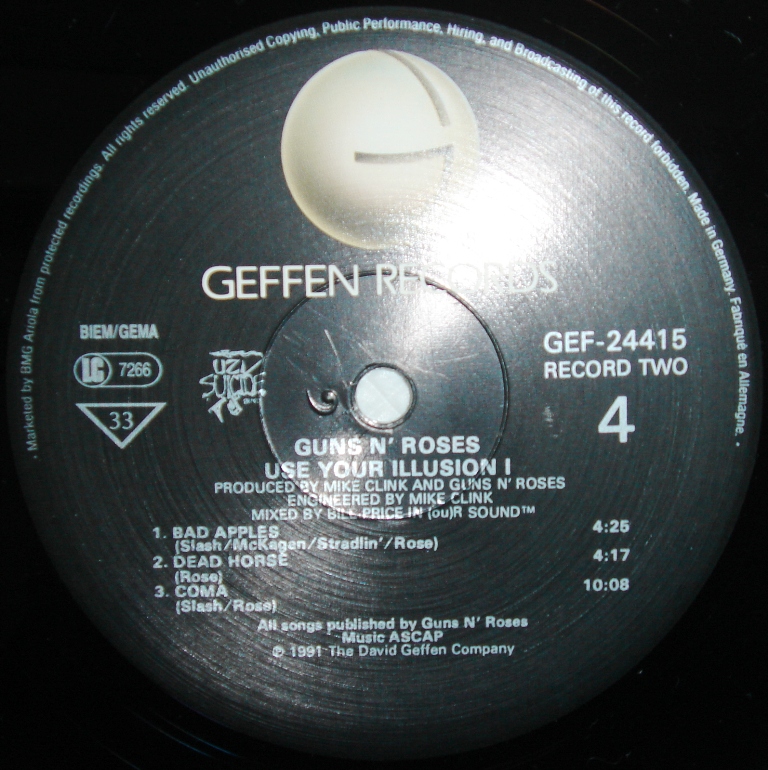 · Marketed by BMG Ariola from protected recordings. All rights reserved. Unauthorised Copying, Public Performance, Hiring, and Broadcasting of this record forbidden. Made in Germany. Fabriqué en Allemagne. ·
GEFFEN RECORDS
BIEM/GEMA
LC 7266
33
UZI
SUICIDE
GEF-24415
RECORD TWO
4
GUNS N' ROSES
USE YOUR ILLUSION I
PRODUCED BY MIKE CLINK AND GUNS N' ROSES
ENGINEERED BY MIKE CLINK
MIXED BY BILL PRICE IN (ou)R SOUND™
1. BAD APPLES 4:25
(Slash/McKagen/Stradlin'/Rose)
2. DEAD HORSE 4:17
(Rose)
3. COMA 10:08
(Slash/Rose)
All songs published by Guns N' Roses
Music ASCAP
℗ 1991 The David Geffen Company